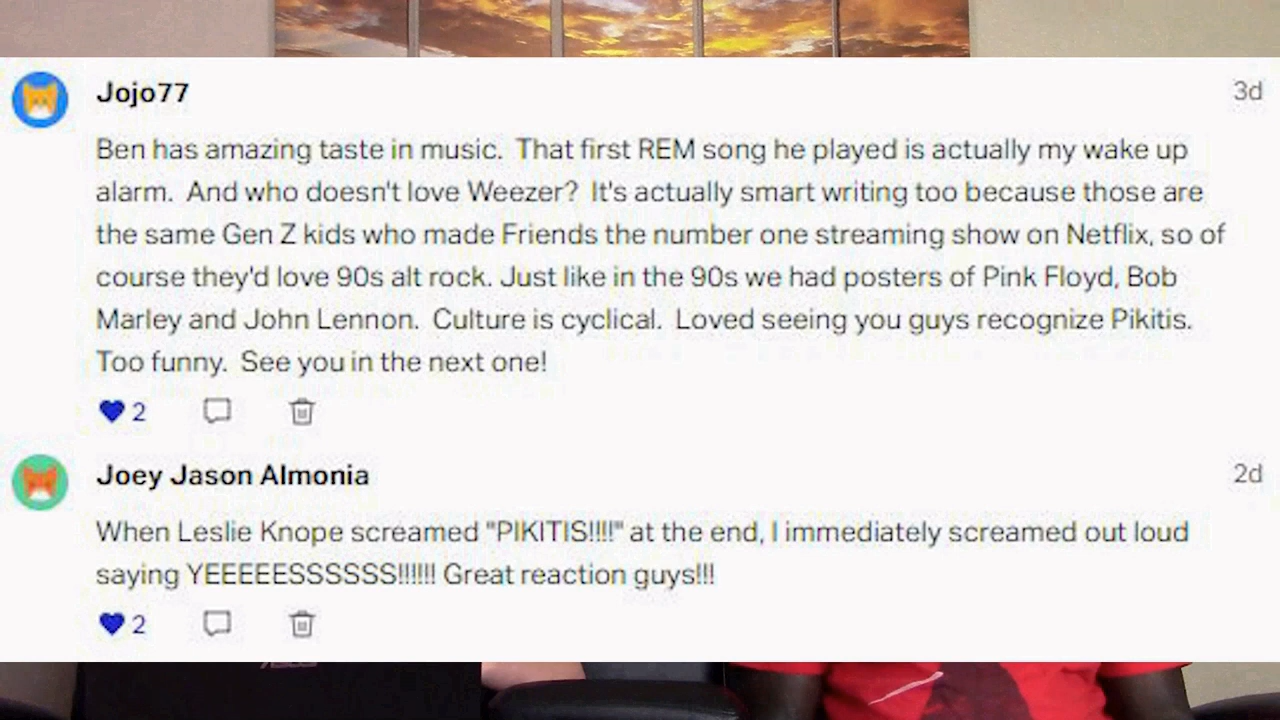 Jojo77
3d
Ben has amazing taste in music.  That first REM song he played is actually my wake up
alarm.  And who doesn't love Weezer?  It's actually smart writing too because those are
the same Gen Z kids who made Friends the number one streaming show on Netflix, so of
course they'd love 90s alt rock. Just like in the 90s we had posters of Pink Floyd, Bob
Marley and John Lennon.  Culture is cyclical.  Loved seeing you guys recognize Pikitis.
Too funny.  See you in the next one!
2
Joey Jason Almonia
2d
When Leslie Knope screamed "PIKITIS!!!!" at the end, I immediately screamed out loud
saying YEEEEESSSSSS!!!!!! Great reaction guys!!!
2